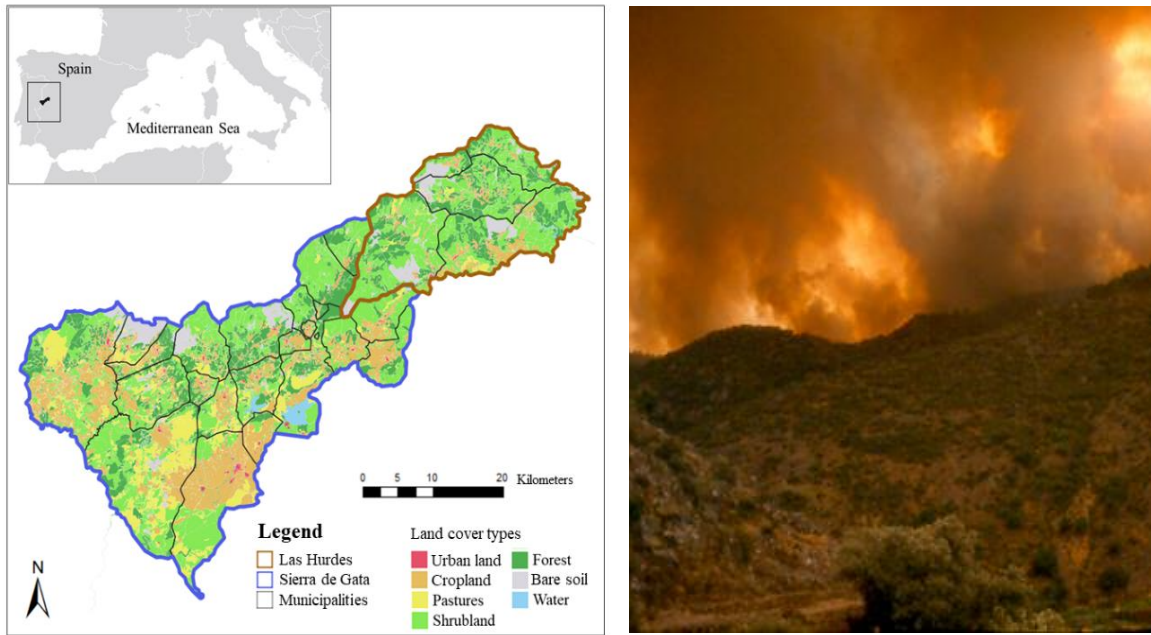 Spain
Mediterranean Sea
0 5 10 20 Kilometers
Legend
Las Hurdes
Sierra de Gata
Municipalities
Land cover types
Urban land
Cropland
Pastures
Shrubland
Forest
Bare soil
Water
N